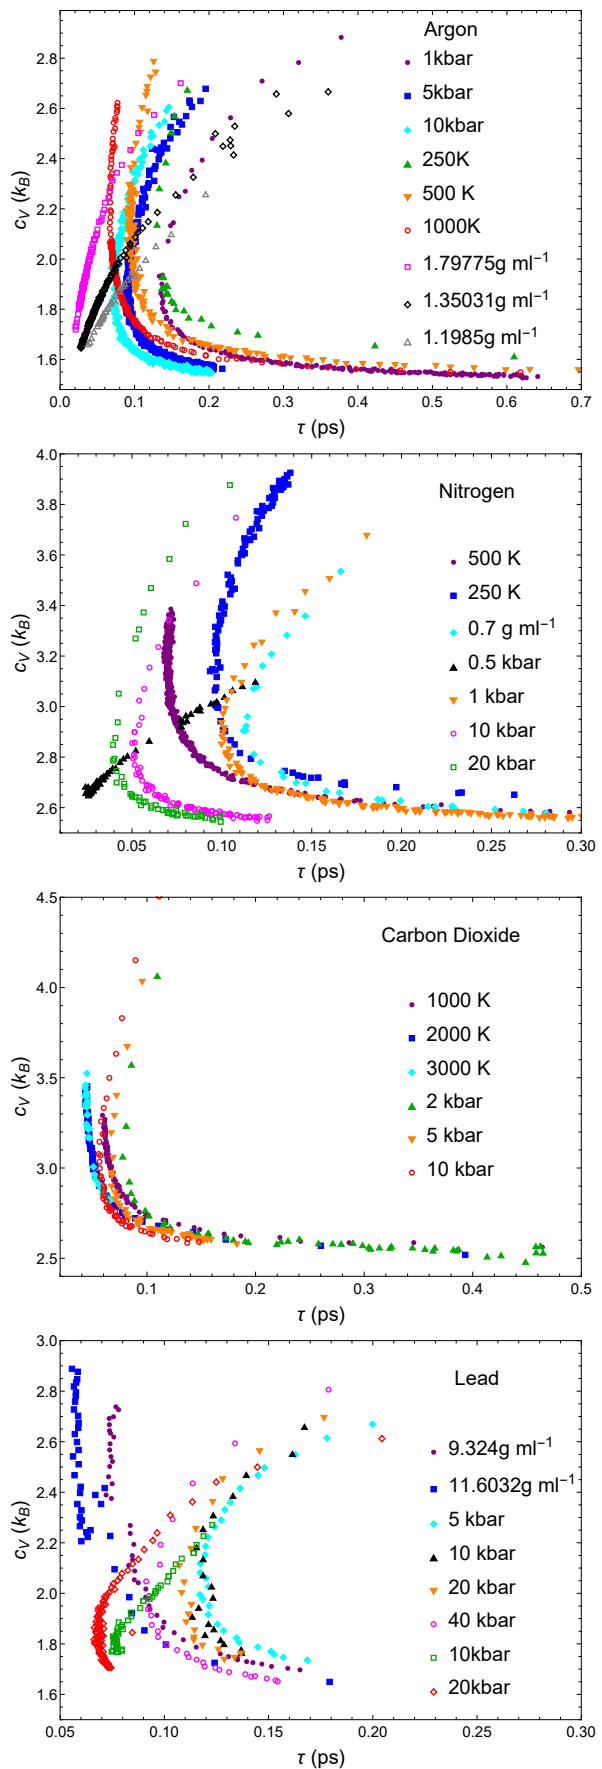 Argon
1kbar
5kbar
10kbar
250K
500 K
1000K
1.79775g ml⁻¹
1.35031g ml⁻¹
1.1985g ml⁻¹
2.8
2.6
2.4
2.2
2.0
1.8
1.6
c_V (k_B)
0.0 0.1 0.2 0.3 0.4 0.5 0.6 0.7
τ (ps)
Nitrogen
500 K
250 K
0.7 g ml⁻¹
0.5 kbar
1 kbar
10 kbar
20 kbar
4.0
3.8
3.6
3.4
3.2
3.0
2.8
2.6
c_V (k_B)
0.05 0.10 0.15 0.20 0.25 0.30
τ (ps)
Carbon Dioxide
1000 K
2000 K
3000 K
2 kbar
5 kbar
10 kbar
4.5
4.0
3.5
3.0
2.5
c_V (k_B)
0.1 0.2 0.3 0.4 0.5
τ (ps)
Lead
9.324g ml⁻¹
11.6032g ml⁻¹
5 kbar
10 kbar
20 kbar
40 kbar
10kbar
20kbar
3.0
2.8
2.6
2.4
2.2
2.0
1.8
1.6
c_V (k_B)
0.05 0.10 0.15 0.20 0.25 0.30
τ (ps)